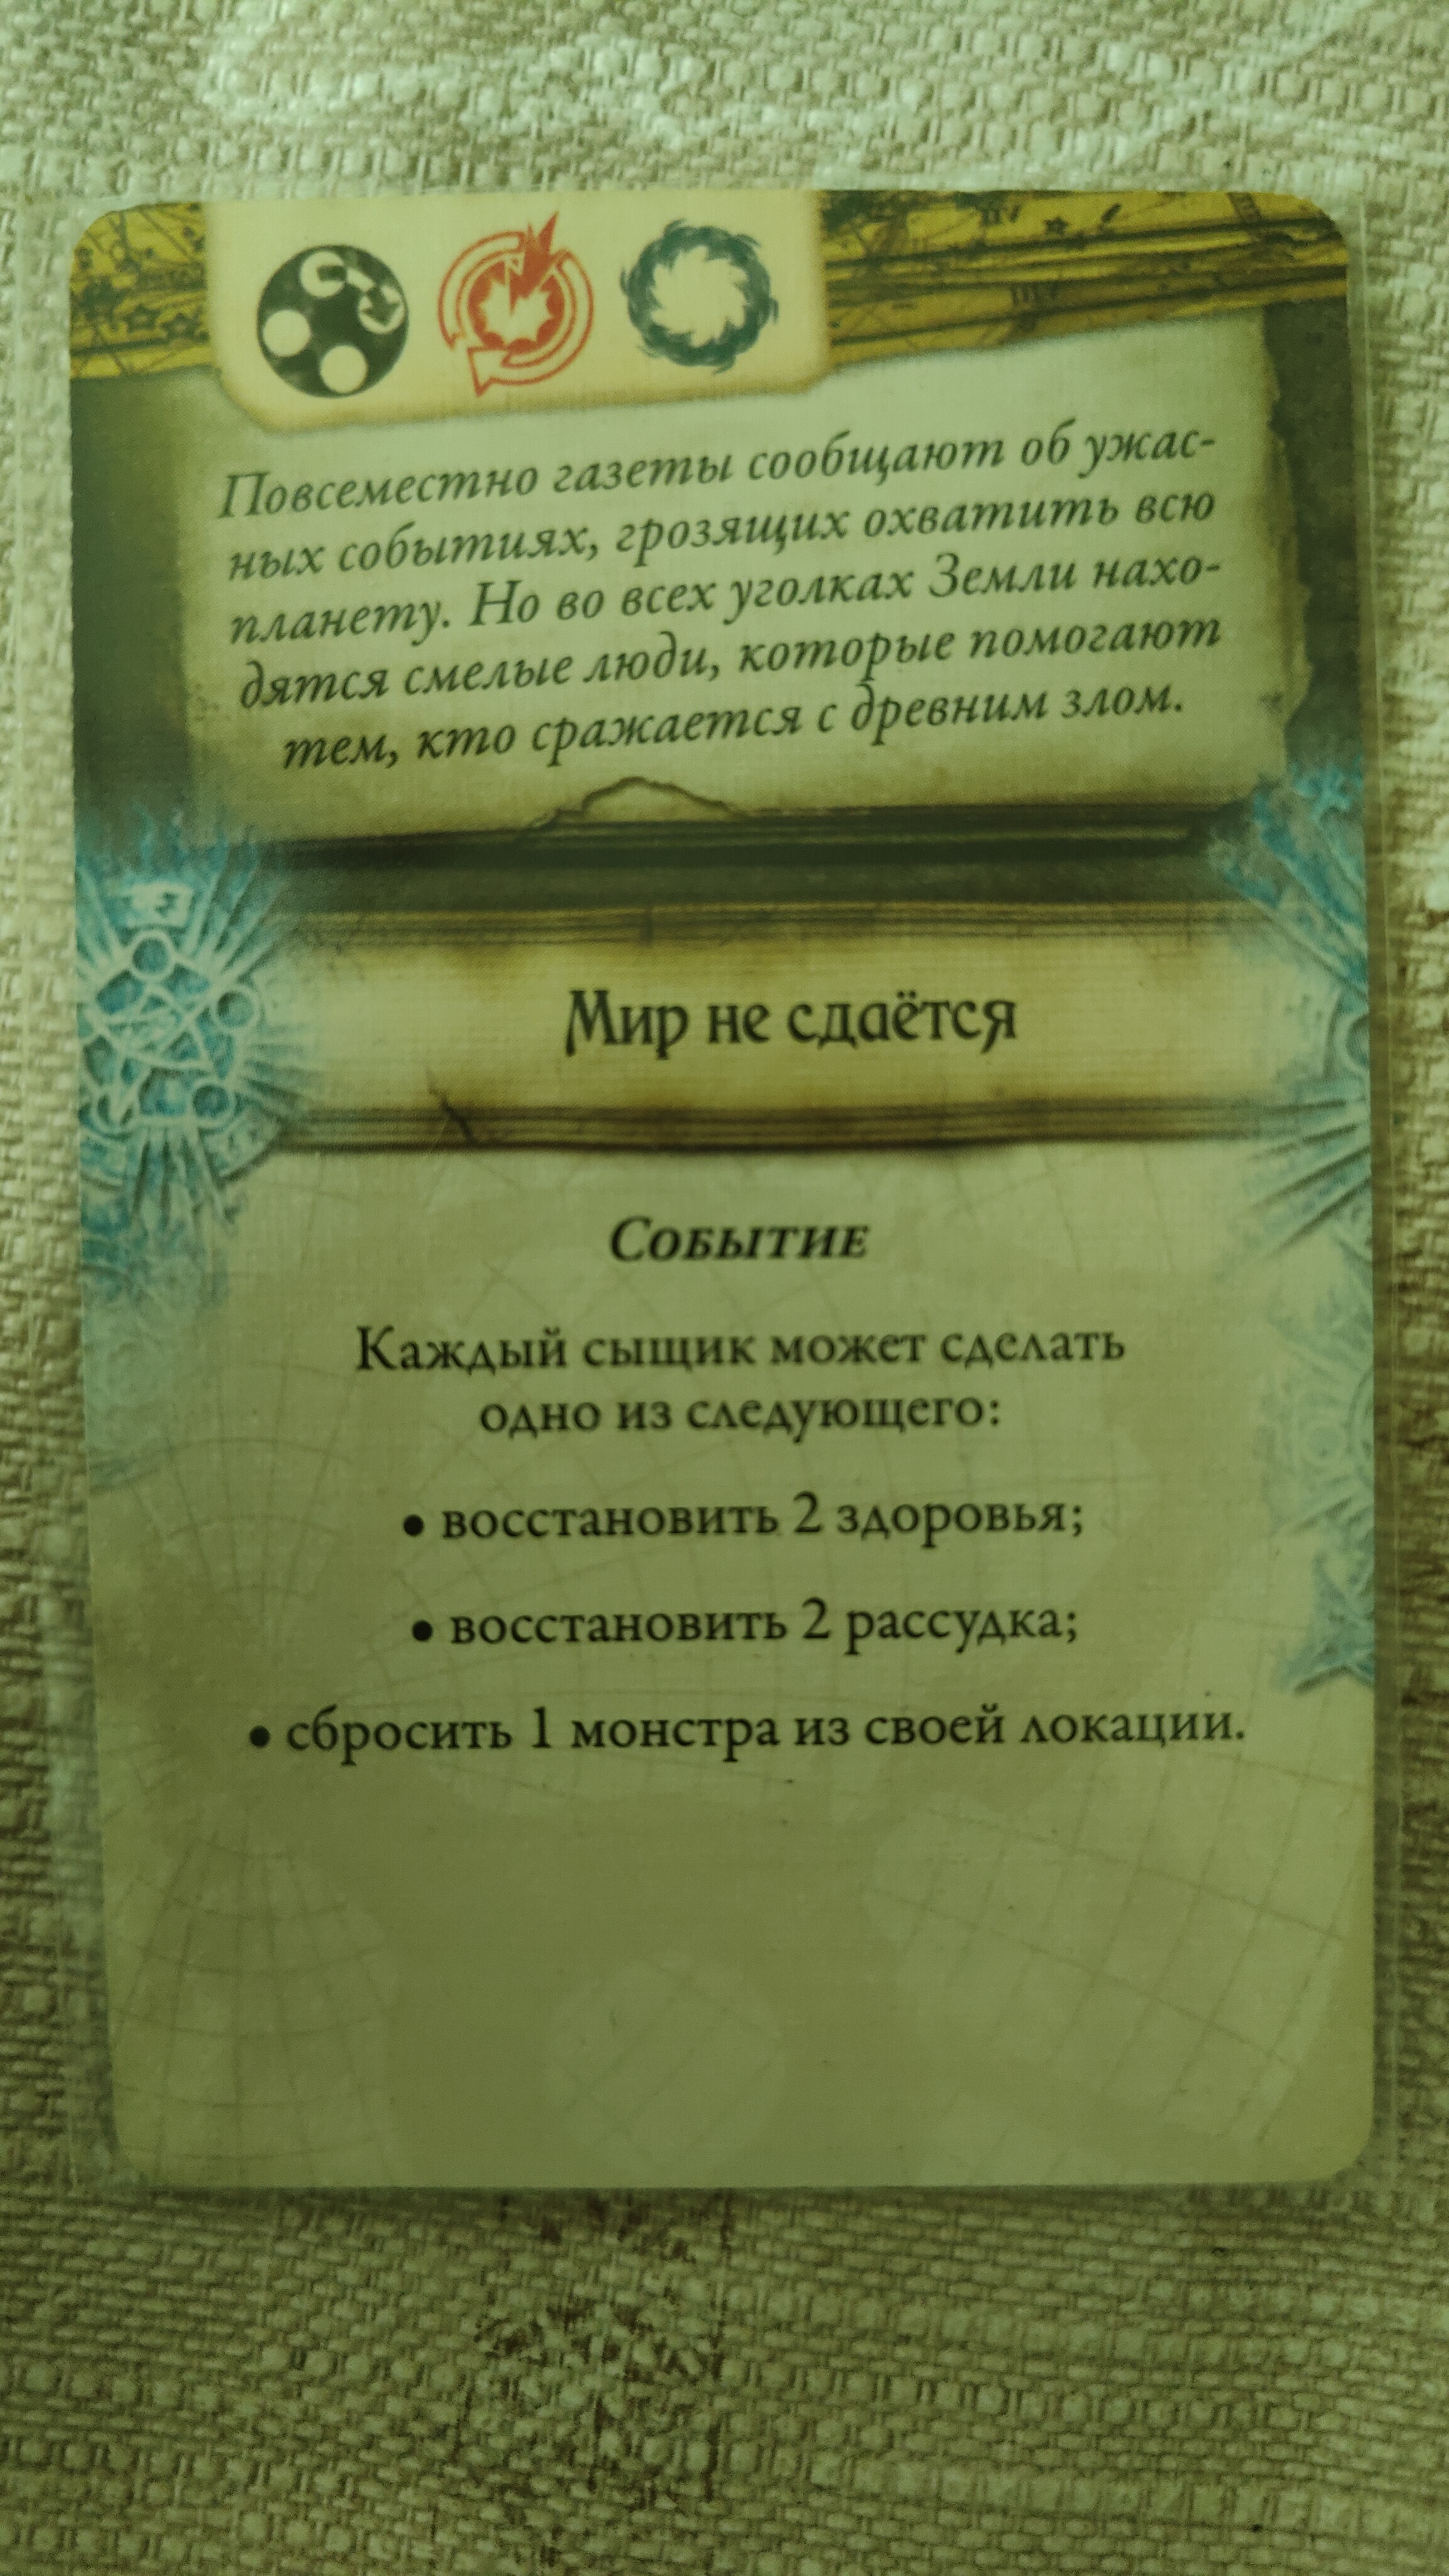 Повсеместно газеты сообщают об ужас-
ных событиях, грозящих охватить всю
планету. Но во всех уголках Земли нахо-
дятся смелые люди, которые помогают
тем, кто сражается с древним злом.
Мир не сдаётся
Событие
Каждый сыщик может сделать
одно из следующего:
• восстановить 2 здоровья;
• восстановить 2 рассудка;
• сбросить 1 монстра из своей локации.